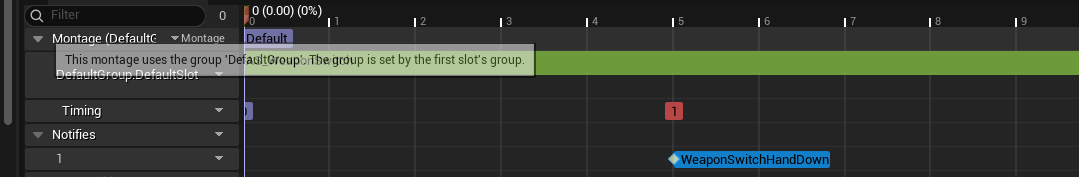 Filter
0
0 (0.00) (0%)
0 1 2 3 4 5 6 7 8 9
Montage (DefaultG
Montage
Default
This montage uses the group 'DefaultGroup'. The group is set by the first slot's group.
DefaultGroup.DefaultSlot
Timing
1
Notifies
1
WeaponSwitchHandDown